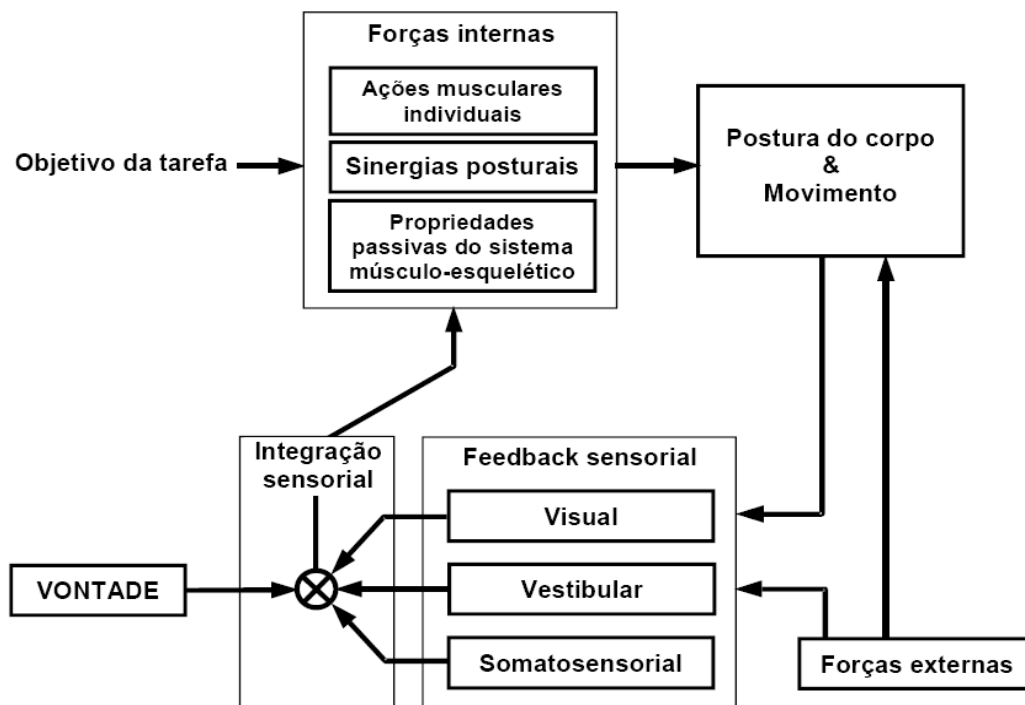 Forças internas
Ações musculares
individuais
Sinergias posturais
Propriedades
passivas do sistema
músculo-esquelético
Objetivo da tarefa
Postura do corpo
&
Movimento
Integração
sensorial
Feedback sensorial
Visual
Vestibular
Somatosensorial
VONTADE
Forças externas